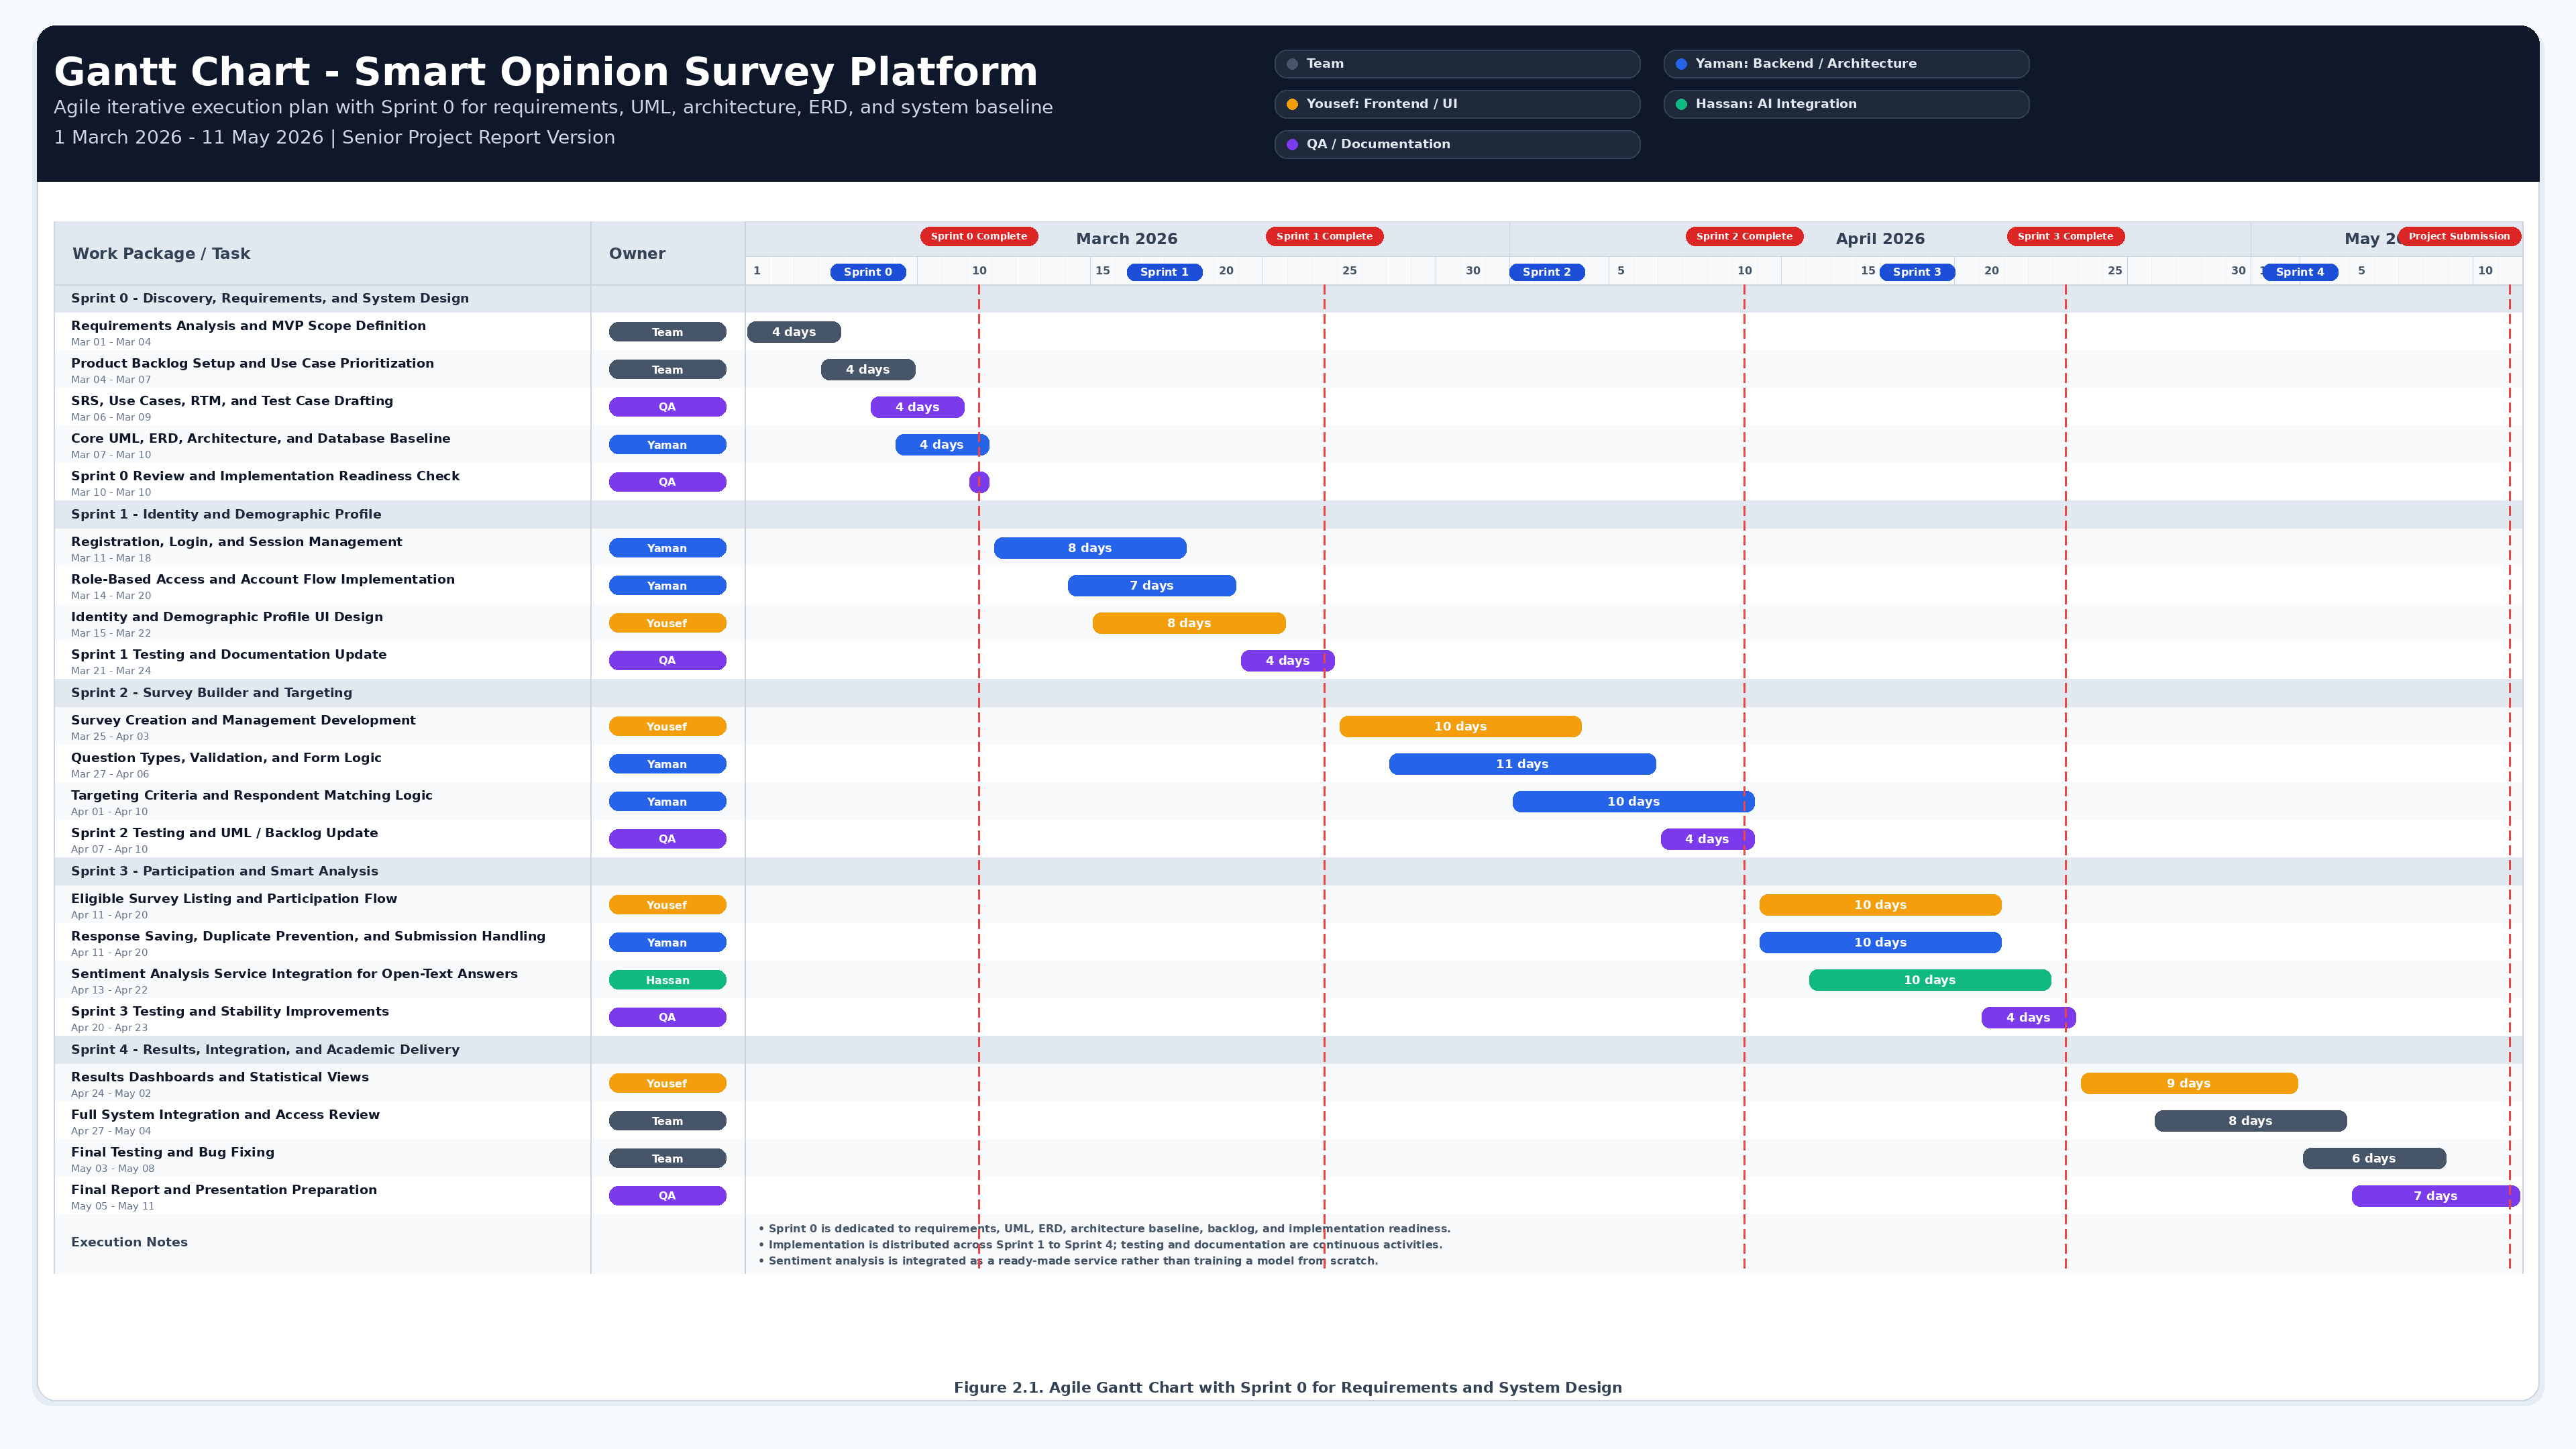 Gantt Chart - Smart Opinion Survey Platform
Agile iterative execution plan with Sprint 0 for requirements, UML, architecture, ERD, and system baseline
1 March 2026 - 11 May 2026 | Senior Project Report Version
Team
Yaman: Backend / Architecture
Yousef: Frontend / UI
Hassan: AI Integration
QA / Documentation
Work Package / Task
Owner
Sprint 0 Complete
March 2026
Sprint 1 Complete
Sprint 2 Complete
April 2026
Sprint 3 Complete
May
Project Submission
1 Sprint 0 10 15 Sprint 1 20 25 30 Sprint 2 5 10 15 Sprint 3 20 25 30 Sprint 4 5 10
Sprint 0 - Discovery, Requirements, and System Design
Requirements Analysis and MVP Scope Definition
Mar 01 - Mar 04
Team
4 days
Product Backlog Setup and Use Case Prioritization
Mar 04 - Mar 07
Team
4 days
SRS, Use Cases, RTM, and Test Case Drafting
Mar 06 - Mar 09
QA
4 days
Core UML, ERD, Architecture, and Database Baseline
Mar 07 - Mar 10
Yaman
4 days
Sprint 0 Review and Implementation Readiness Check
Mar 10 - Mar 10
QA
Sprint 1 - Identity and Demographic Profile
Registration, Login, and Session Management
Mar 11 - Mar 18
Yaman
8 days
Role-Based Access and Account Flow Implementation
Mar 14 - Mar 20
Yaman
7 days
Identity and Demographic Profile UI Design
Mar 15 - Mar 22
Yousef
8 days
Sprint 1 Testing and Documentation Update
Mar 21 - Mar 24
QA
4 days
Sprint 2 - Survey Builder and Targeting
Survey Creation and Management Development
Mar 25 - Apr 03
Yousef
10 days
Question Types, Validation, and Form Logic
Mar 27 - Apr 06
Yaman
11 days
Targeting Criteria and Respondent Matching Logic
Apr 01 - Apr 10
Yaman
10 days
Sprint 2 Testing and UML / Backlog Update
Apr 07 - Apr 10
QA
4 days
Sprint 3 - Participation and Smart Analysis
Eligible Survey Listing and Participation Flow
Apr 11 - Apr 20
Yousef
10 days
Response Saving, Duplicate Prevention, and Submission Handling
Apr 11 - Apr 20
Yaman
10 days
Sentiment Analysis Service Integration for Open-Text Answers
Apr 13 - Apr 22
Hassan
10 days
Sprint 3 Testing and Stability Improvements
Apr 20 - Apr 23
QA
4 days
Sprint 4 - Results, Integration, and Academic Delivery
Results Dashboards and Statistical Views
Apr 24 - May 02
Yousef
9 days
Full System Integration and Access Review
Apr 27 - May 04
Team
8 days
Final Testing and Bug Fixing
May 03 - May 08
Team
6 days
Final Report and Presentation Preparation
May 05 - May 11
QA
7 days
Execution Notes
• Sprint 0 is dedicated to requirements, UML, ERD, architecture baseline, backlog, and implementation readiness.
• Implementation is distributed across Sprint 1 to Sprint 4; testing and documentation are continuous activities.
• Sentiment analysis is integrated as a ready-made service rather than training a model from scratch.
Figure 2.1. Agile Gantt Chart with Sprint 0 for Requirements and System Design